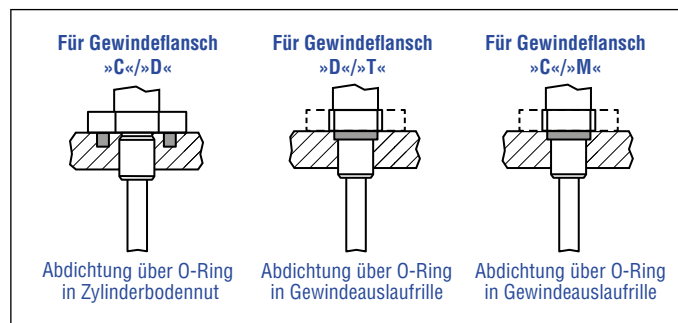 Für Gewindeflansch
»C«/»D«
Abdichtung über O-Ring
in Zylinderbodennut
Für Gewindeflansch
»D«/»T«
Abdichtung über O-Ring
in Gewindeauslaufrille
Für Gewindeflansch
»C«/»M«
Abdichtung über O-Ring
in Gewindeauslaufrille